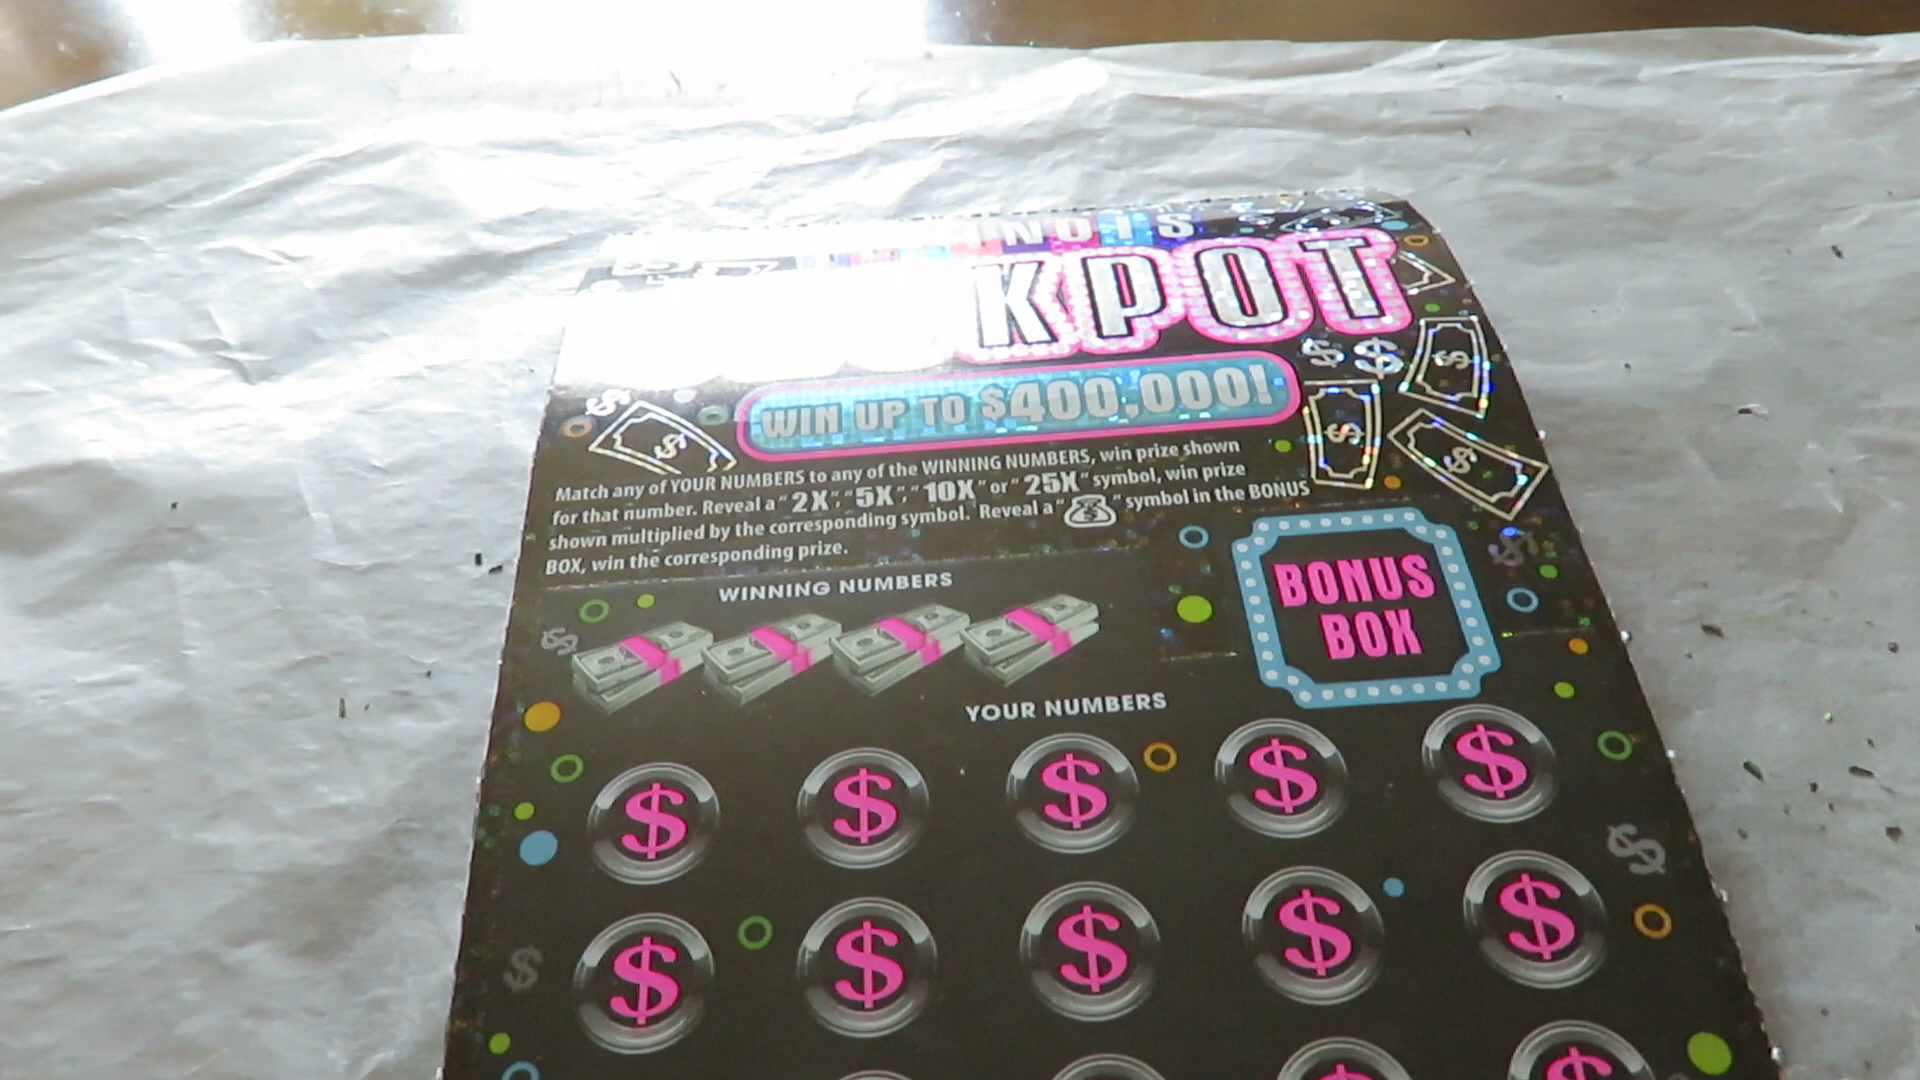 INOIS
KPOT
WIN UP TO $400,000!
Match any of YOUR NUMBERS to any of the WINNING NUMBERS, win prize shown
for that number. Reveal a "2X", "5X", "10X" or "25X" symbol, win prize
shown multiplied by the corresponding symbol. Reveal a " " symbol in the BONUS
BOX, win the corresponding prize.
WINNING NUMBERS
BONUS
BOX
YOUR NUMBERS
$ $ $ $ $
$ $ $ $ $